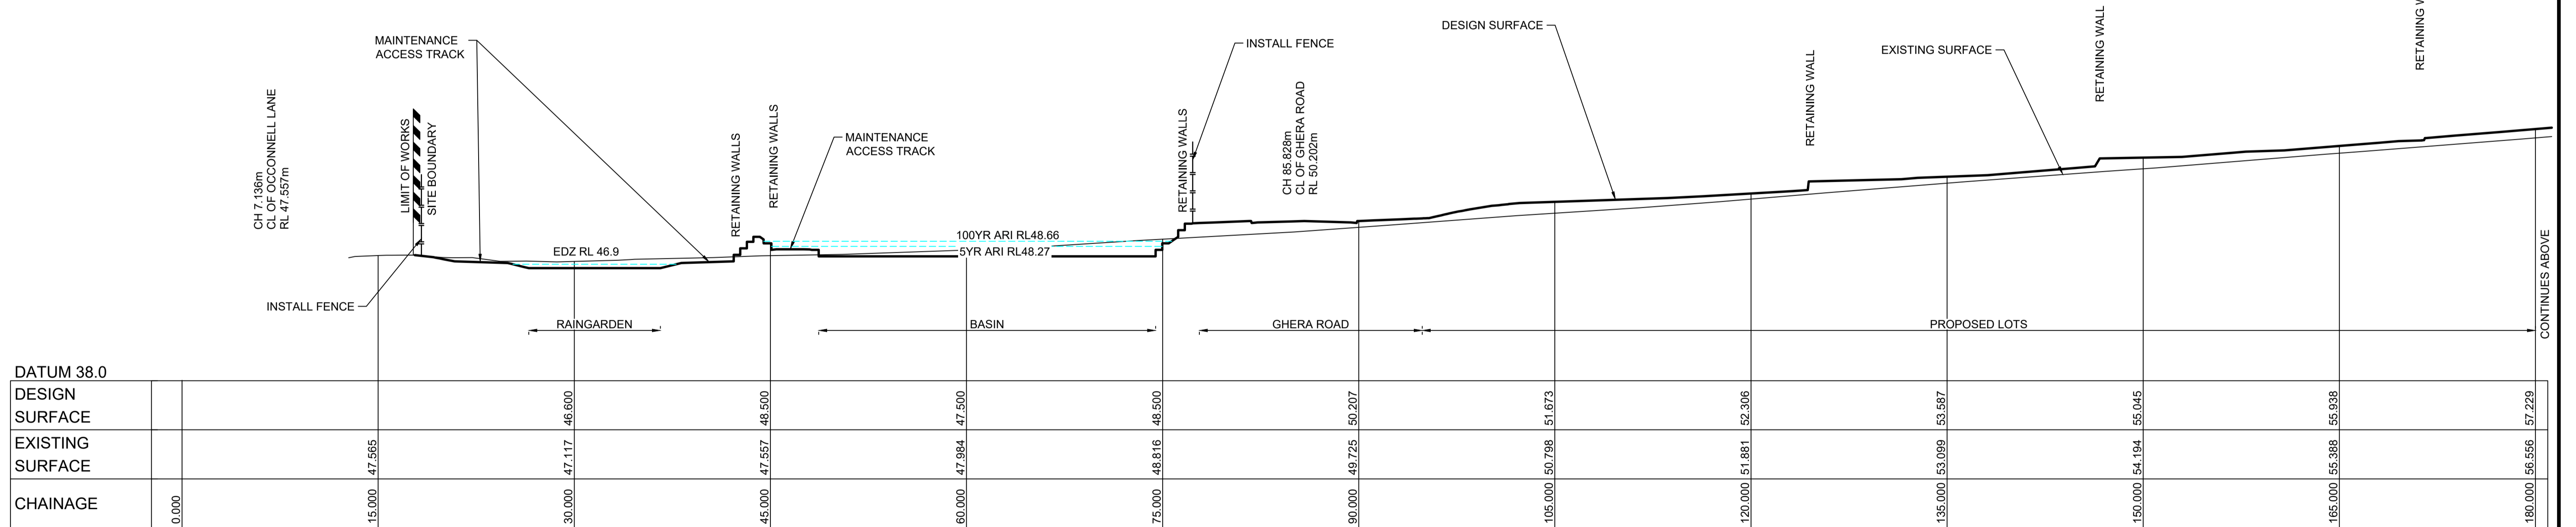 MAINTENANCE
ACCESS TRACK
INSTALL FENCE
DESIGN SURFACE
EXISTING SURFACE
RETAINING WALL
RETAINING WALL
RETAINING W
CH 7.136m
CL OF OCCONNELL LANE
RL 47.557m
LIMIT OF WORKS
SITE BOUNDARY
RETAINING WALLS
RETAINING WALLS
MAINTENANCE
ACCESS TRACK
RETAINING WALLS
CH 85.828m
CL OF GHERA ROAD
RL 50.202m
EDZ RL 46.9
100YR ARI RL48.66
5YR ARI RL48.27
INSTALL FENCE
RAINGARDEN
BASIN
GHERA ROAD
PROPOSED LOTS
CONTINUES ABOVE
DATUM 38.0
DESIGN
SURFACE
46.600
48.500
47.500
48.500
50.207
51.673
52.306
53.587
55.045
55.938
57.229
EXISTING
SURFACE
47.565
47.117
47.557
47.984
48.816
49.725
50.798
51.881
53.099
54.194
55.388
56.556
CHAINAGE
0.000
15.000
30.000
45.000
60.000
75.000
90.000
105.000
120.000
135.000
150.000
165.000
180.000